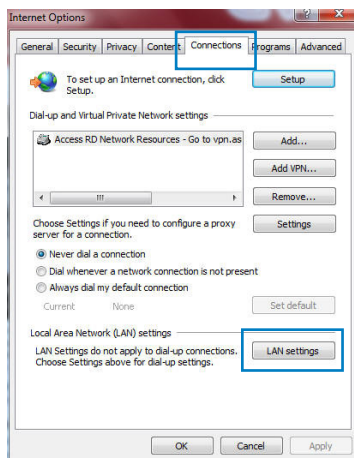 Internet Options
General Security Privacy Content Connections Programs Advanced
To set up an Internet connection, click Setup.
Setup
Dial-up and Virtual Private Network settings
Access RD Network Resources - Go to vpn.as
Add...
Add VPN...
Remove...
Choose Settings if you need to configure a proxy
server for a connection.
Settings
Never dial a connection
Dial whenever a network connection is not present
Always dial my default connection
Current None
Set default
Local Area Network (LAN) settings
LAN Settings do not apply to dial-up connections.
Choose Settings above for dial-up settings.
LAN settings
OK Cancel Apply